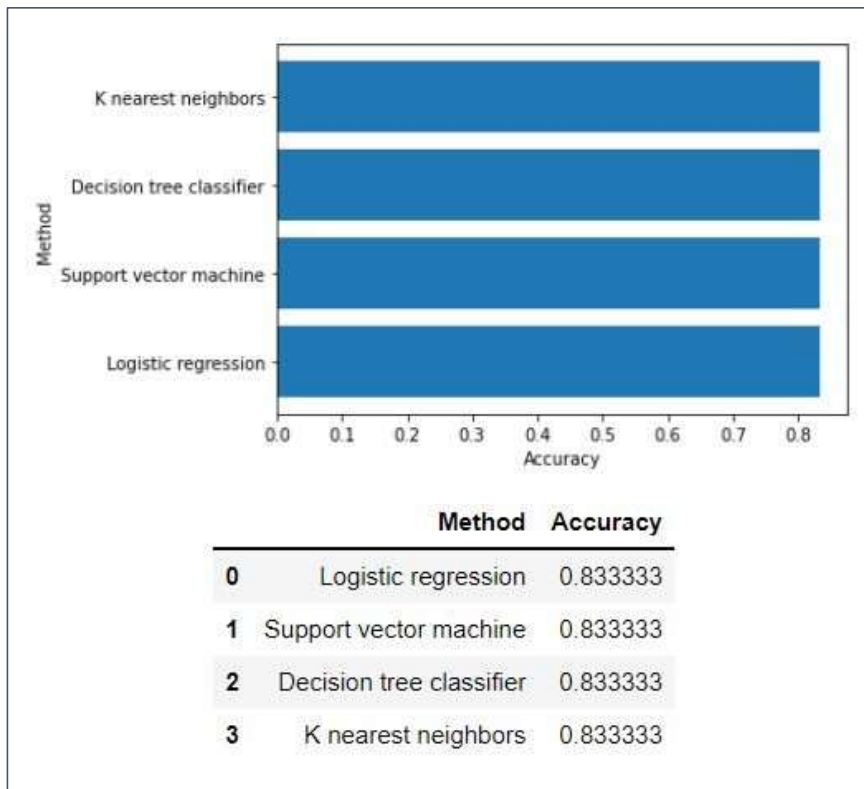 K nearest neighbors
Decision tree classifier
Support vector machine
Logistic regression
Method
0.0 0.1 0.2 0.3 0.4 0.5 0.6 0.7 0.8
Accuracy
Method Accuracy
0 Logistic regression 0.833333
1 Support vector machine 0.833333
2 Decision tree classifier 0.833333
3 K nearest neighbors 0.833333